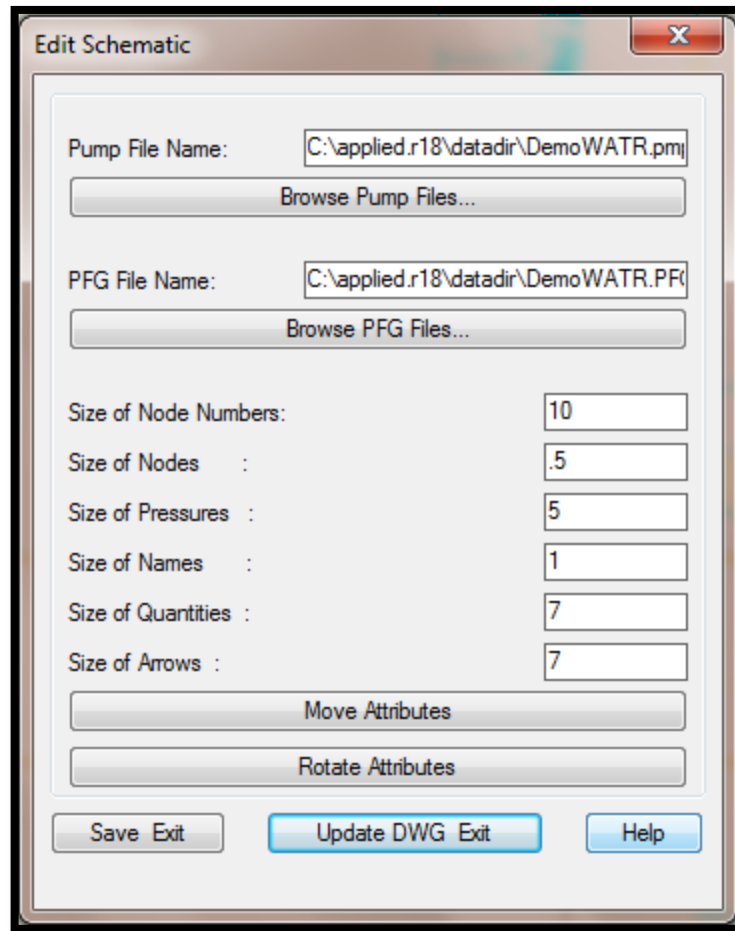 Edit Schematic
Pump File Name: C:\applied.r18\datadir\DemoWATR.pm
Browse Pump Files...
PFG File Name: C:\applied.r18\datadir\DemoWATR.PF
Browse PFG Files...
Size of Node Numbers: 10
Size of Nodes : .5
Size of Pressures : 5
Size of Names : 1
Size of Quantities : 7
Size of Arrows : 7
Move Attributes
Rotate Attributes
Save Exit Update DWG Exit Help